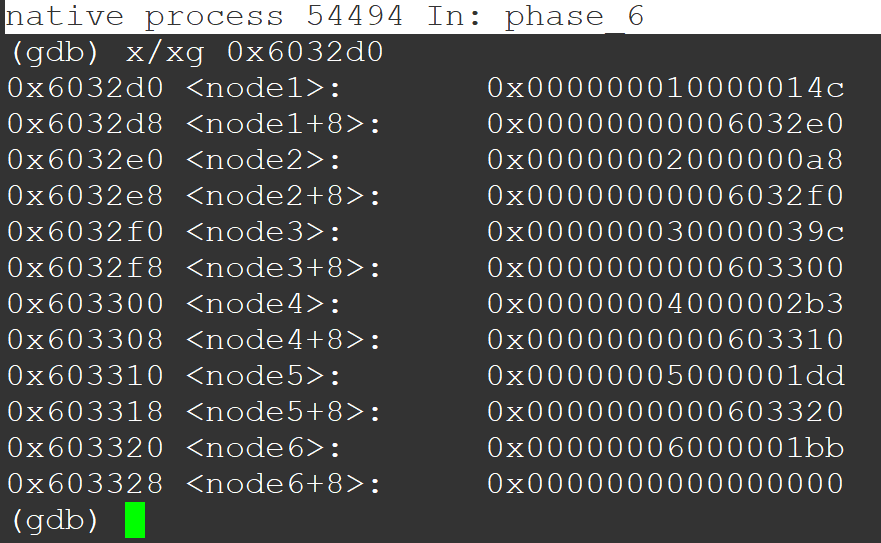 native process 54494 In: phase_6
(gdb) x/xg 0x6032d0
0x6032d0 <node1>: 0x000000010000014c
0x6032d8 <node1+8>: 0x00000000006032e0
0x6032e0 <node2>: 0x00000002000000a8
0x6032e8 <node2+8>: 0x00000000006032f0
0x6032f0 <node3>: 0x000000030000039c
0x6032f8 <node3+8>: 0x0000000000603300
0x603300 <node4>: 0x00000004000002b3
0x603308 <node4+8>: 0x0000000000603310
0x603310 <node5>: 0x00000005000001dd
0x603318 <node5+8>: 0x0000000000603320
0x603320 <node6>: 0x00000006000001bb
0x603328 <node6+8>: 0x0000000000000000
(gdb)